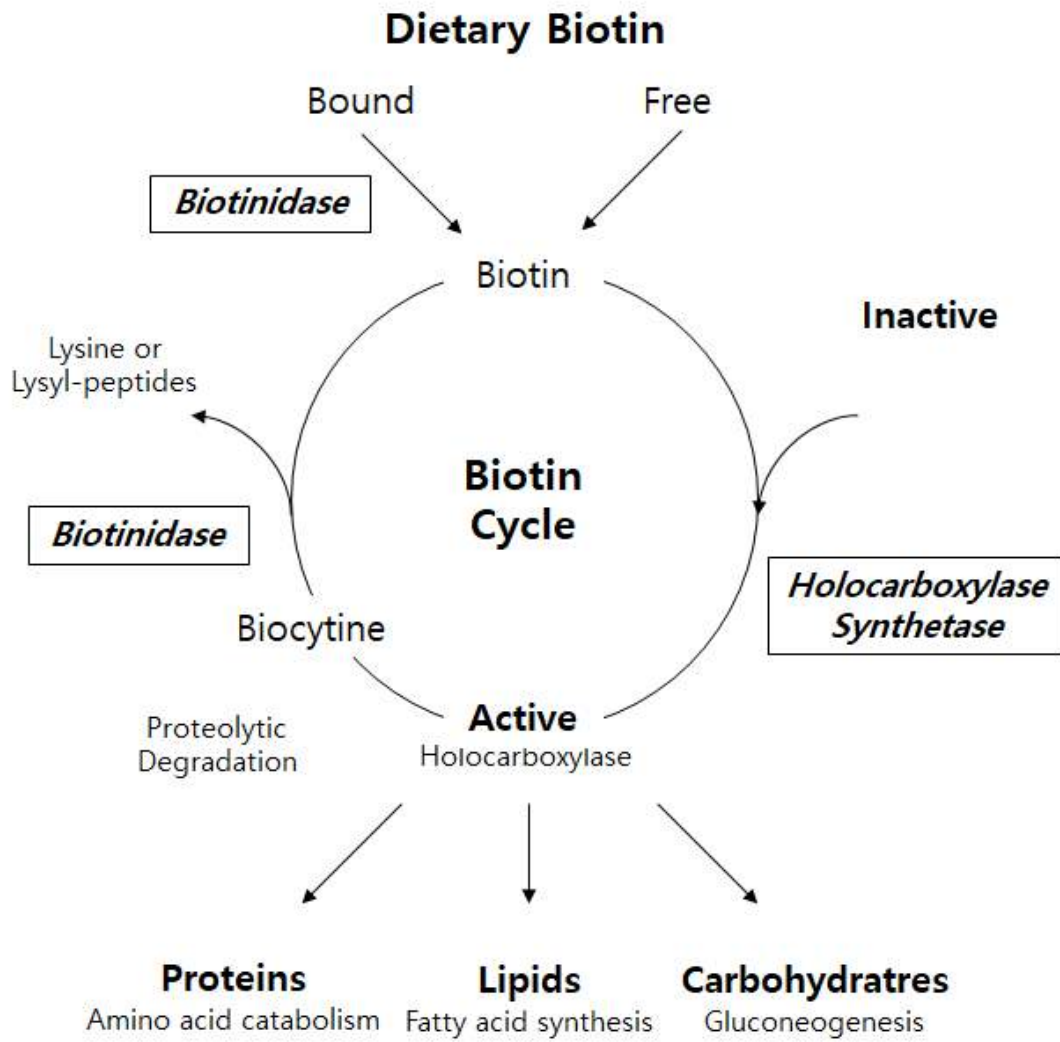 Dietary Biotin
Bound
Free
Biotinidase
Biotin
Inactive
Lysine or
Lysyl-peptides
Biotin
Cycle
Biotinidase
Holocarboxylase
Synthetase
Biocytine
Active
Holocarboxylase
Proteolytic
Degradation
Proteins
Amino acid catabolism
Lipids
Fatty acid synthesis
Carbohydratres
Gluconeogenesis